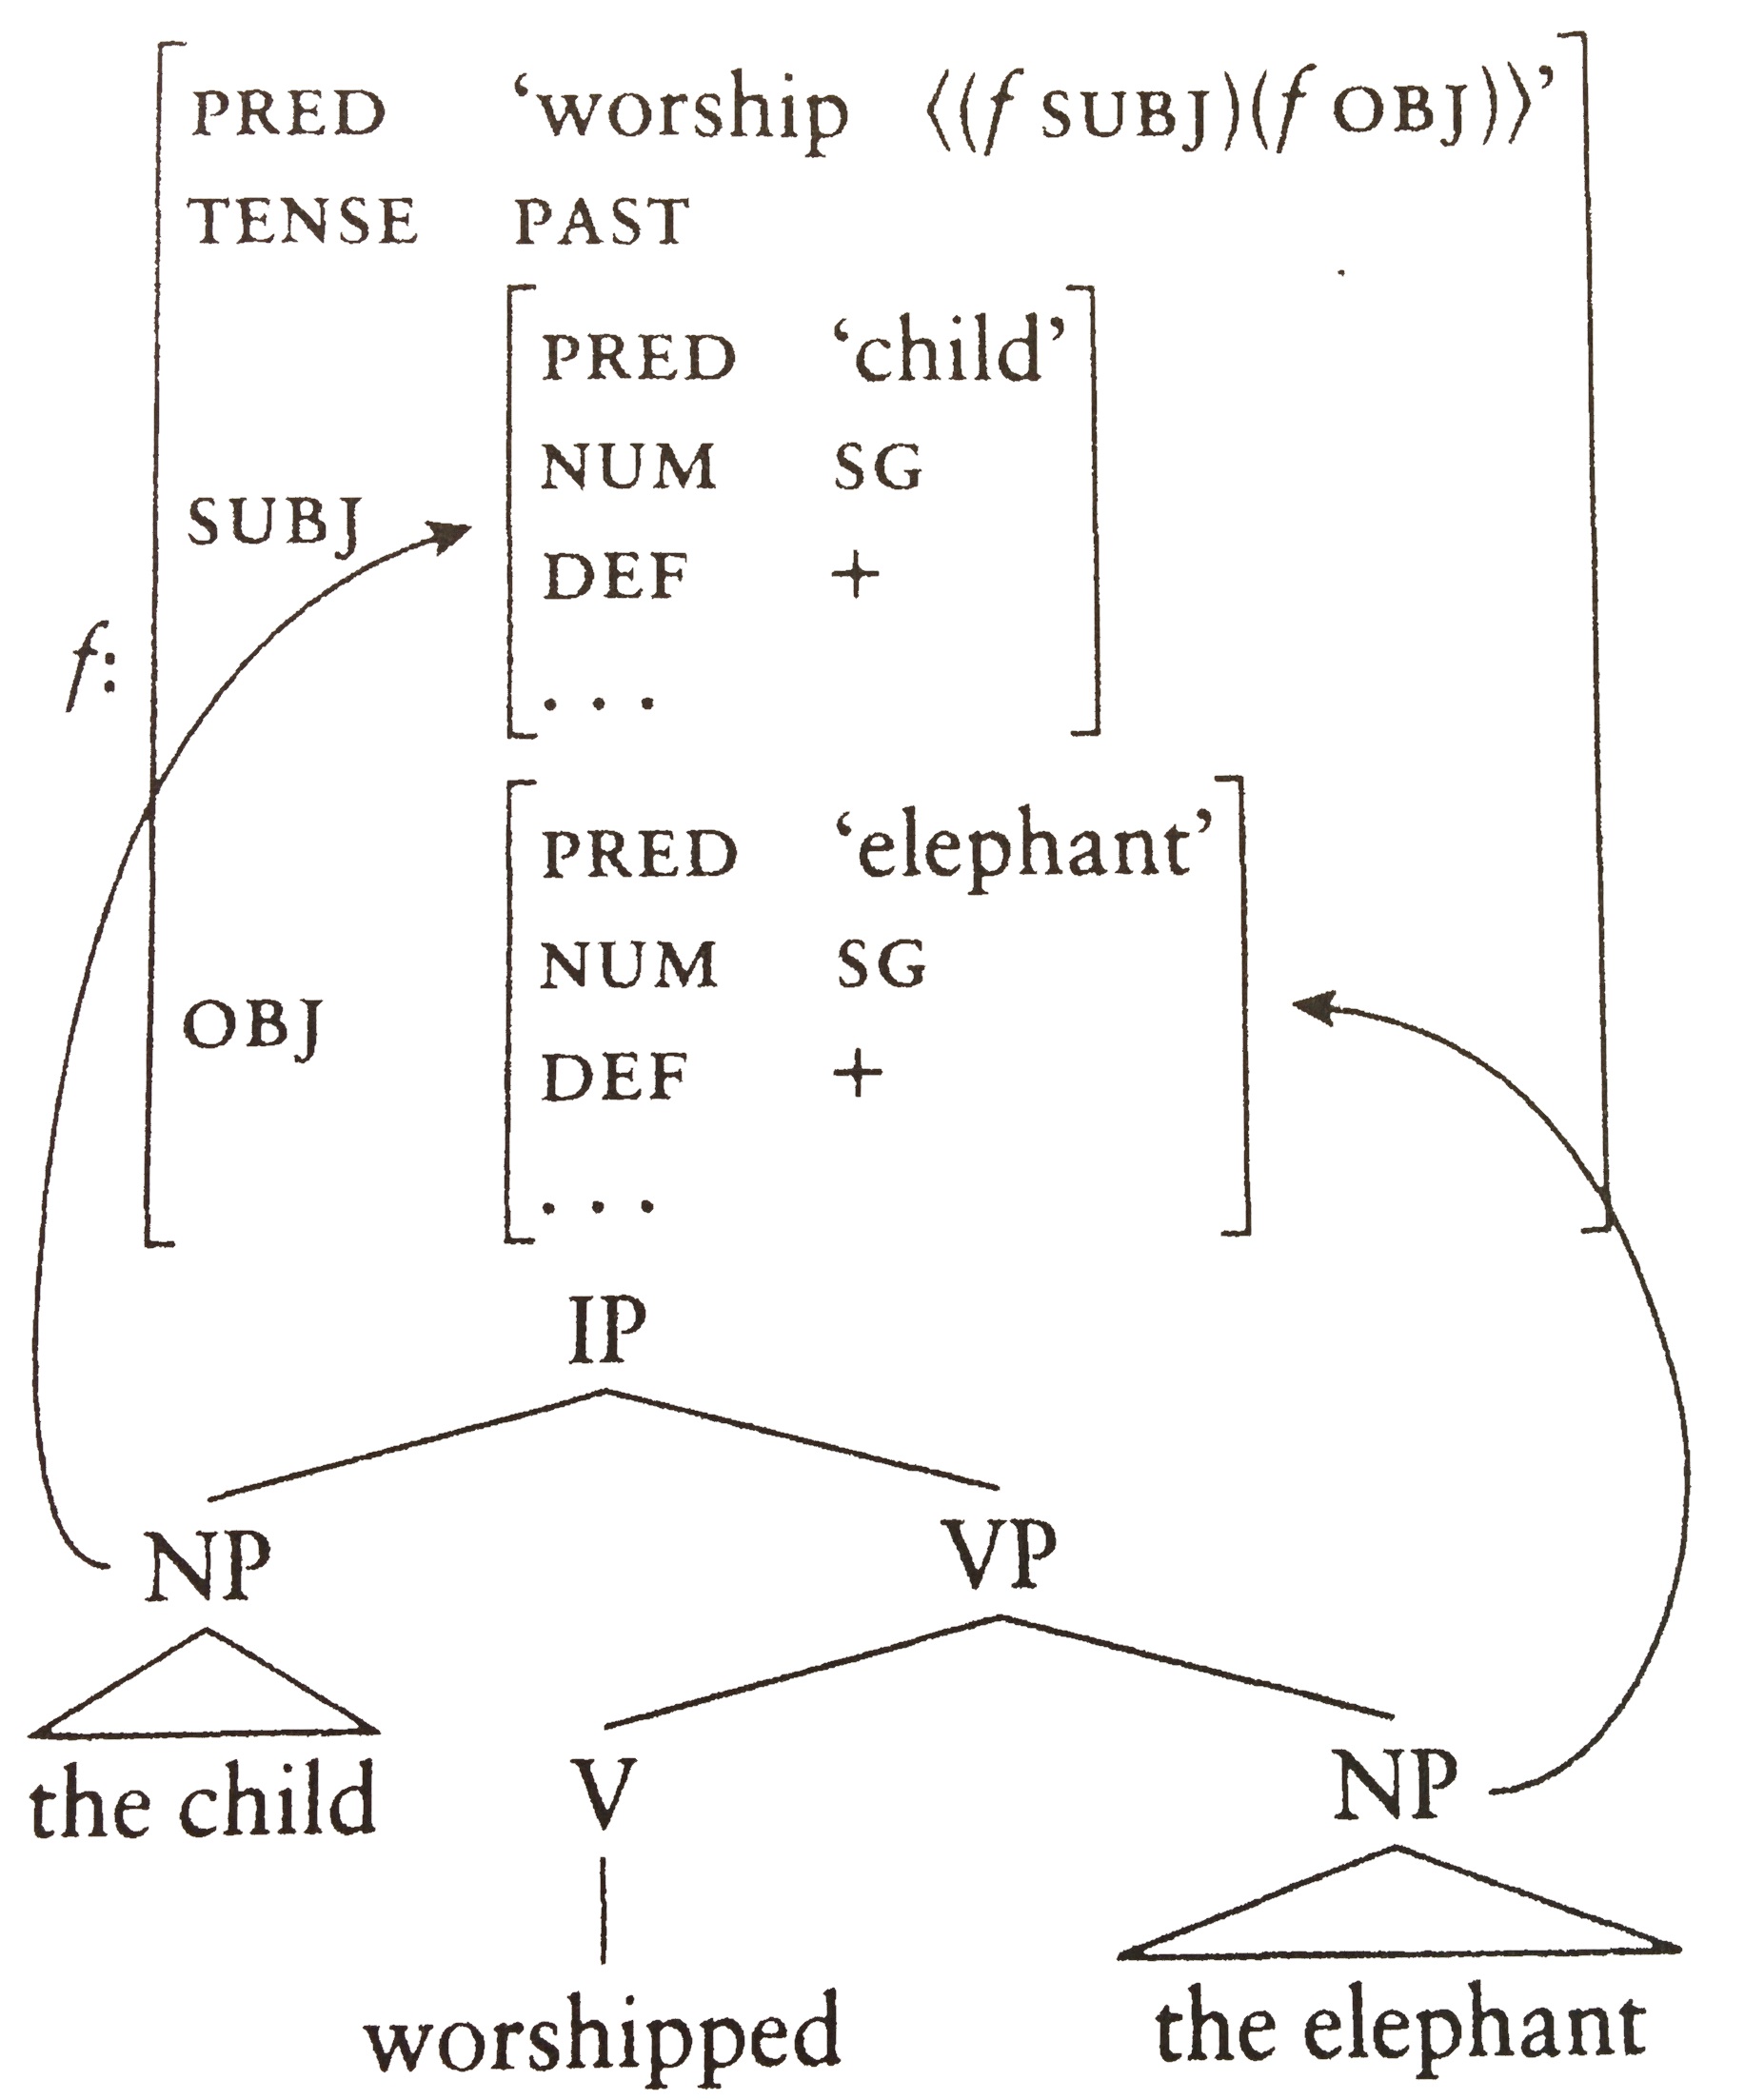 PRED ‘worship ⟨(f SUBJ)(f OBJ)⟩’
TENSE PAST
PRED ‘child’
NUM SG
SUBJ
DEF +
f:
. . .
PRED ‘elephant’
NUM SG
OBJ
DEF +
. . .
IP
NP VP
the child V NP
worshipped the elephant